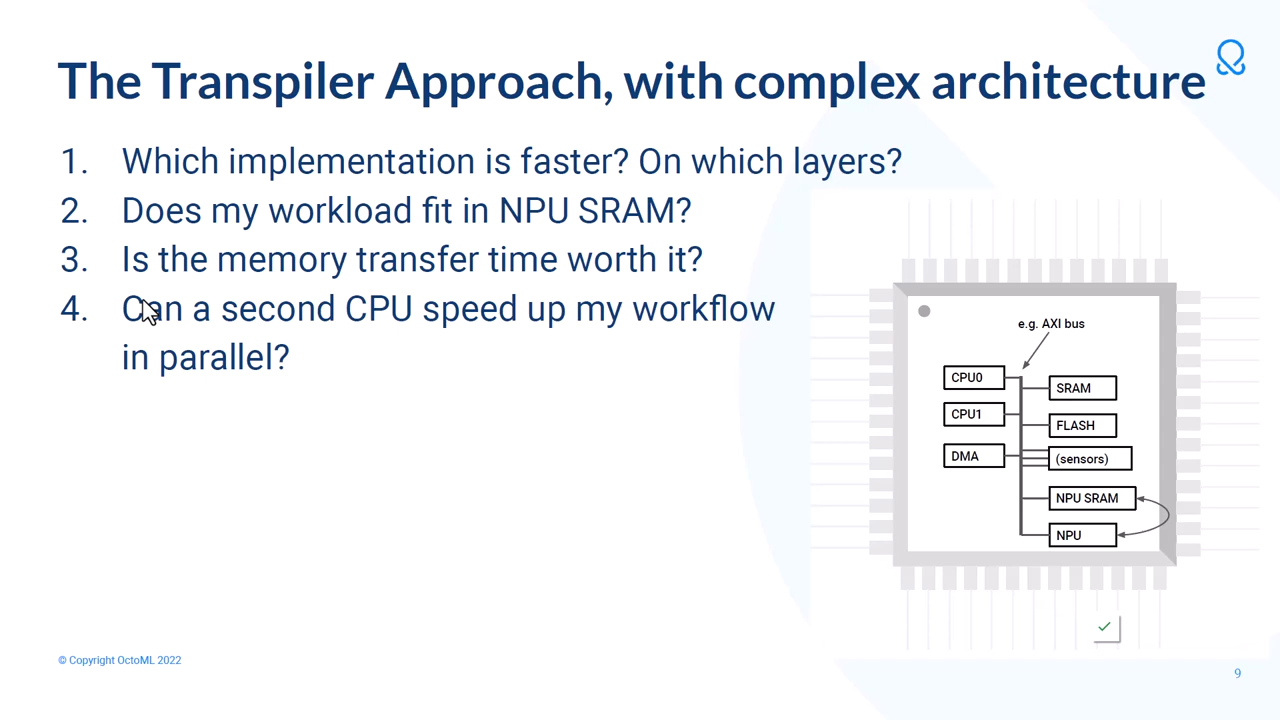 The Transpiler Approach, with complex architecture
1. Which implementation is faster? On which layers?
2. Does my workload fit in NPU SRAM?
3. Is the memory transfer time worth it?
4. Can a second CPU speed up my workflow
in parallel?
e.g. AXI bus
CPU0
SRAM
CPU1
FLASH
DMA
(sensors)
NPU SRAM
NPU
© Copyright OctoML 2022
9